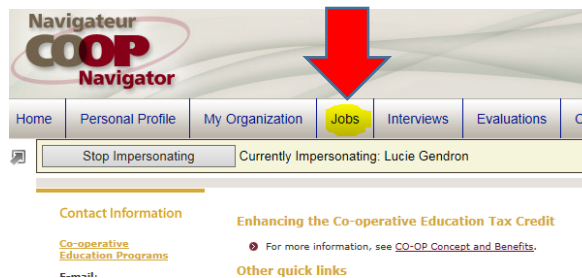 Navigateur
COOP
Navigator
Home Personal Profile My Organization Jobs Interviews Evaluations
Stop Impersonating Currently Impersonating: Lucie Gendron
Contact Information
Enhancing the Co-operative Education Tax Credit
Co-operative
Education Programs
For more information, see CO-OP Concept and Benefits.
E-mail:
Other quick links